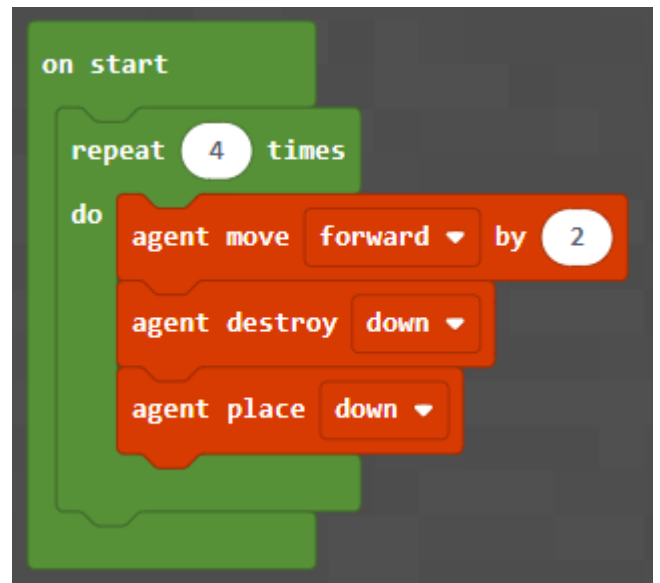 on start
repeat 4 times
do
agent move forward by 2
agent destroy down
agent place down